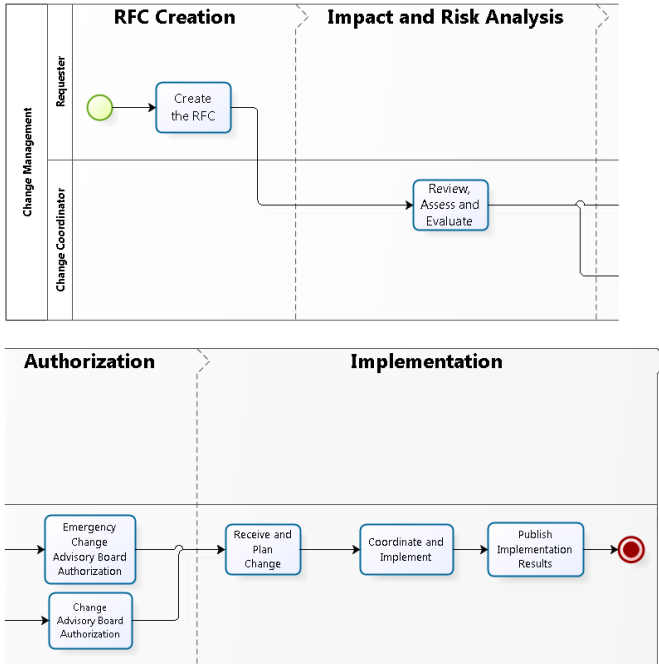 RFC Creation
Impact and Risk Analysis
Change Management
Requester
Change Coordinator
Create
the RFC
Review,
Assess and
Evaluate
Authorization
Implementation
Emergency
Change
Advisory Board
Authorization
Change
Advisory Board
Authorization
Receive and
Plan
Change
Coordinate and
Implement
Publish
Implementation
Results